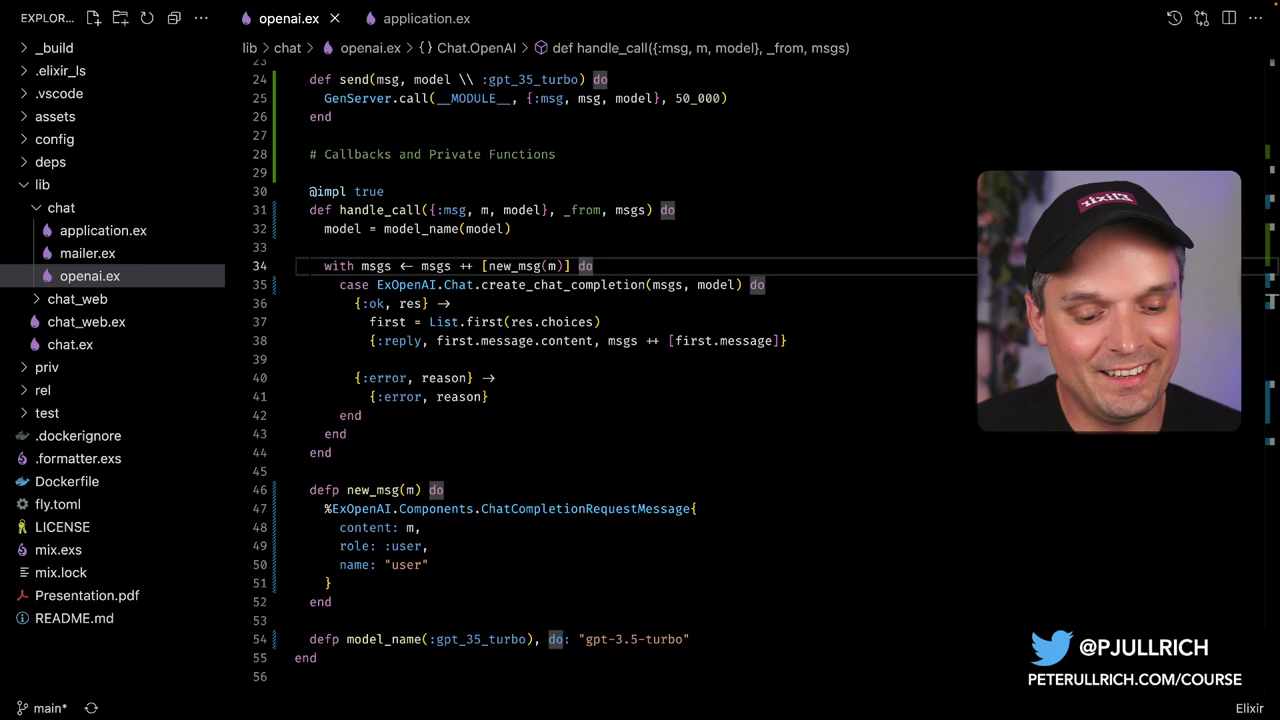 EXPLOR... openai.ex application.ex
_build
.elixir_ls
.vscode
assets
config
deps
lib
chat
application.ex
mailer.ex
openai.ex
chat_web
chat_web.ex
chat.ex
priv
rel
test
.dockerignore
.formatter.exs
Dockerfile
fly.toml
LICENSE
mix.exs
mix.lock
Presentation.pdf
README.md
main*
lib > chat > openai.ex > {} Chat.OpenAI > def handle_call({:msg, m, model}, _from, msgs)
23
24 def send(msg, model \\ :gpt_35_turbo) do
25 GenServer.call(__MODULE__, {:msg, msg, model}, 50_000)
26 end
27
28 # Callbacks and Private Functions
29
30 @impl true
31 def handle_call({:msg, m, model}, _from, msgs) do
32 model = model_name(model)
33
34 with msgs <- msgs ++ [new_msg(m)] do
35 case ExOpenAI.Chat.create_chat_completion(msgs, model) do
36 {:ok, res} ->
37 first = List.first(res.choices)
38 {:reply, first.message.content, msgs ++ [first.message]}
39
40 {:error, reason} ->
41 {:error, reason}
42 end
43 end
44 end
45
46 defp new_msg(m) do
47 %ExOpenAI.Components.ChatCompletionRequestMessage{
48 content: m,
49 role: :user,
50 name: "user"
51 }
52 end
53
54 defp model_name(:gpt_35_turbo), do: "gpt-3.5-turbo"
55 end
56
@PJULLRICH
PETERULLRICH.COM/COURSE
Elixir